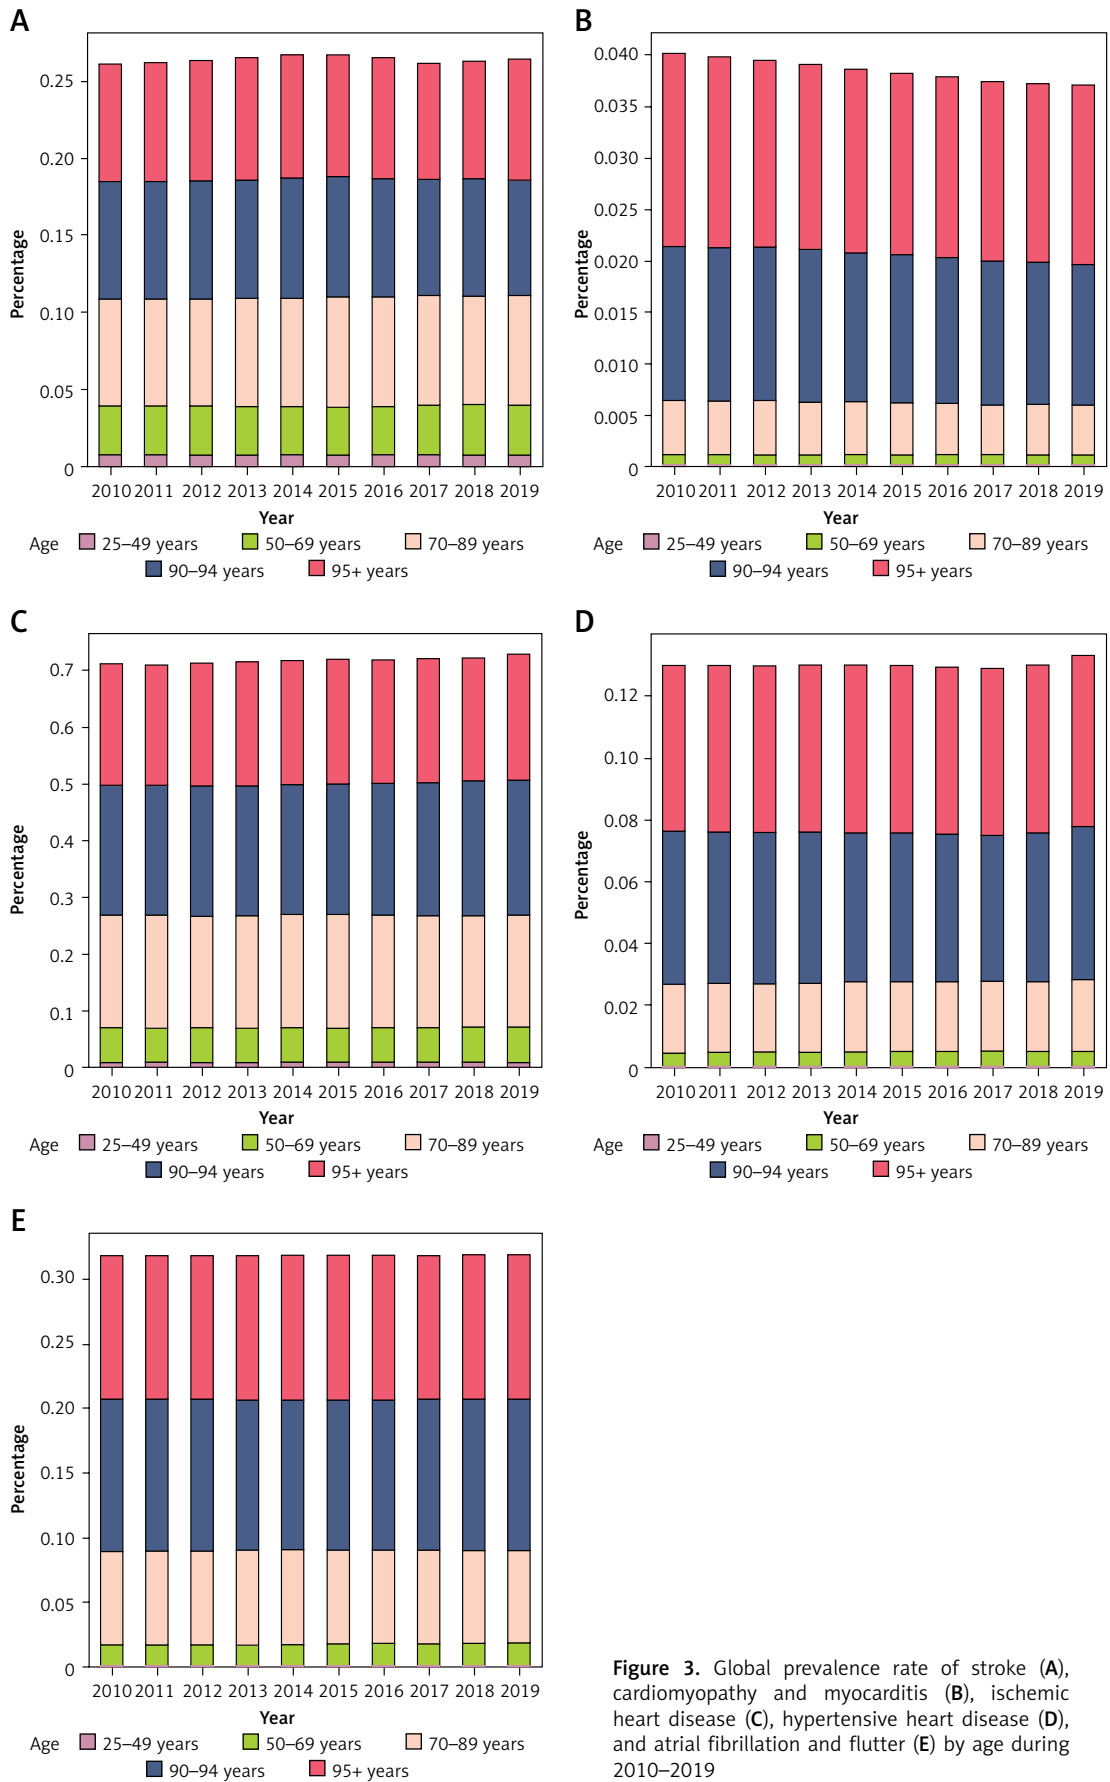 A
Percentage
0.25
0.20
0.15
0.10
0.05
0
2010 2011 2012 2013 2014 2015 2016 2017 2018 2019
Year
Age 25–49 years 50–69 years 70–89 years
90–94 years 95+ years
B
Percentage
0.040
0.035
0.030
0.025
0.020
0.015
0.010
0.005
0
2010 2011 2012 2013 2014 2015 2016 2017 2018 2019
Year
Age 25–49 years 50–69 years 70–89 years
90–94 years 95+ years
C
Percentage
0.7
0.6
0.5
0.4
0.3
0.2
0.1
0
2010 2011 2012 2013 2014 2015 2016 2017 2018 2019
Year
Age 25–49 years 50–69 years 70–89 years
90–94 years 95+ years
D
Percentage
0.12
0.10
0.08
0.06
0.04
0.02
0
2010 2011 2012 2013 2014 2015 2016 2017 2018 2019
Year
Age 25–49 years 50–69 years 70–89 years
90–94 years 95+ years
E
Percentage
0.30
0.25
0.20
0.15
0.10
0.05
0
2010 2011 2012 2013 2014 2015 2016 2017 2018 2019
Year
Age 25–49 years 50–69 years 70–89 years
90–94 years 95+ years
Figure 3. Global prevalence rate of stroke (A),
cardiomyopathy and myocarditis (B), ischemic
heart disease (C), hypertensive heart disease (D),
and atrial fibrillation and flutter (E) by age during
2010–2019